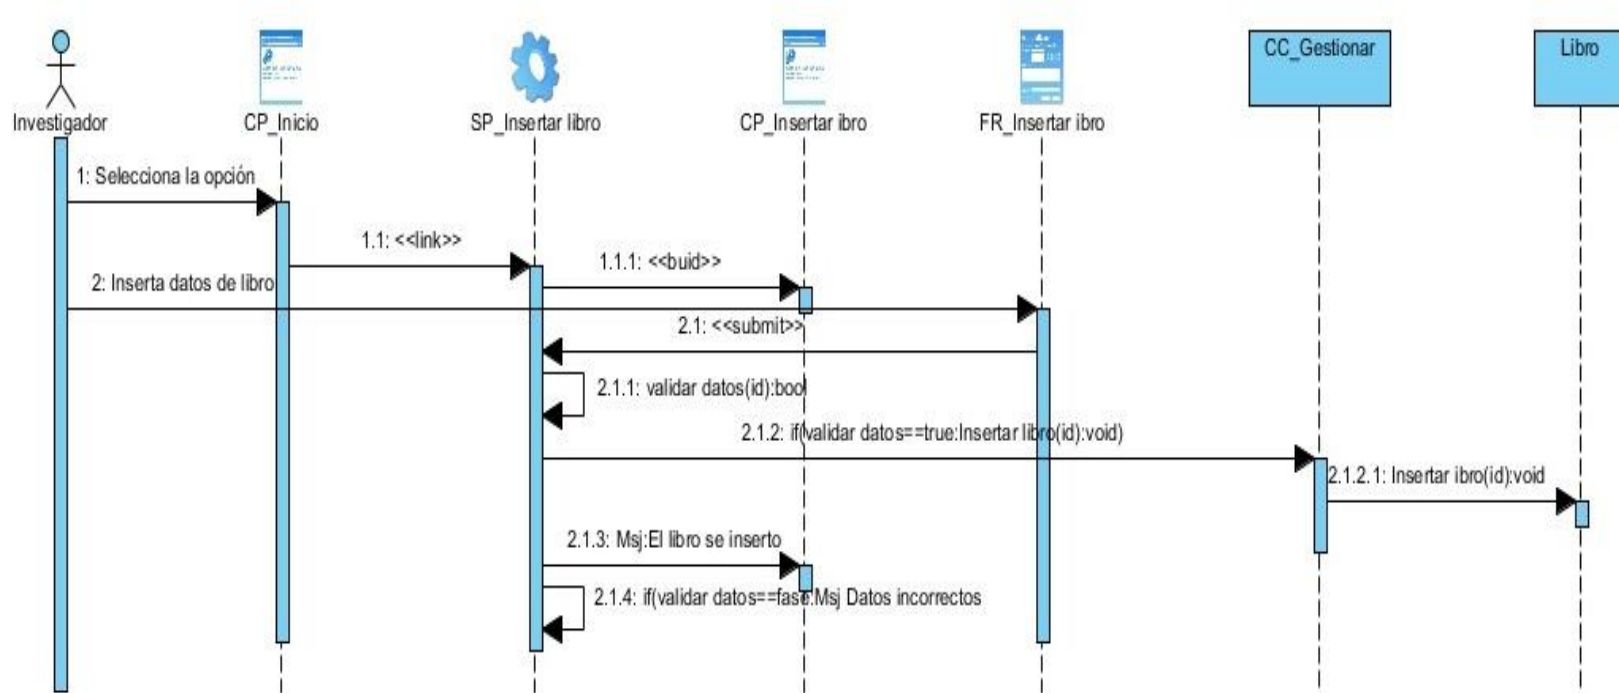 CC_Gestionar
Libro
Investigador
CP_Inicio
SP_Insertar libro
CP_Insertar ibro
FR_Insertar ibro
1: Selecciona la opción
1.1: <<link>>
1.1.1: <<buid>>
2: Inserta datos de libro
2.1: <<submit>>
2.1.1: validar datos(id):bool
2.1.2: if(validar datos==true:Insertar libro(id):void)
2.1.2.1: Insertar ibro(id):void
2.1.3: Msj:El libro se inserto
2.1.4: if(validar datos==fase:Msj Datos incorrectos